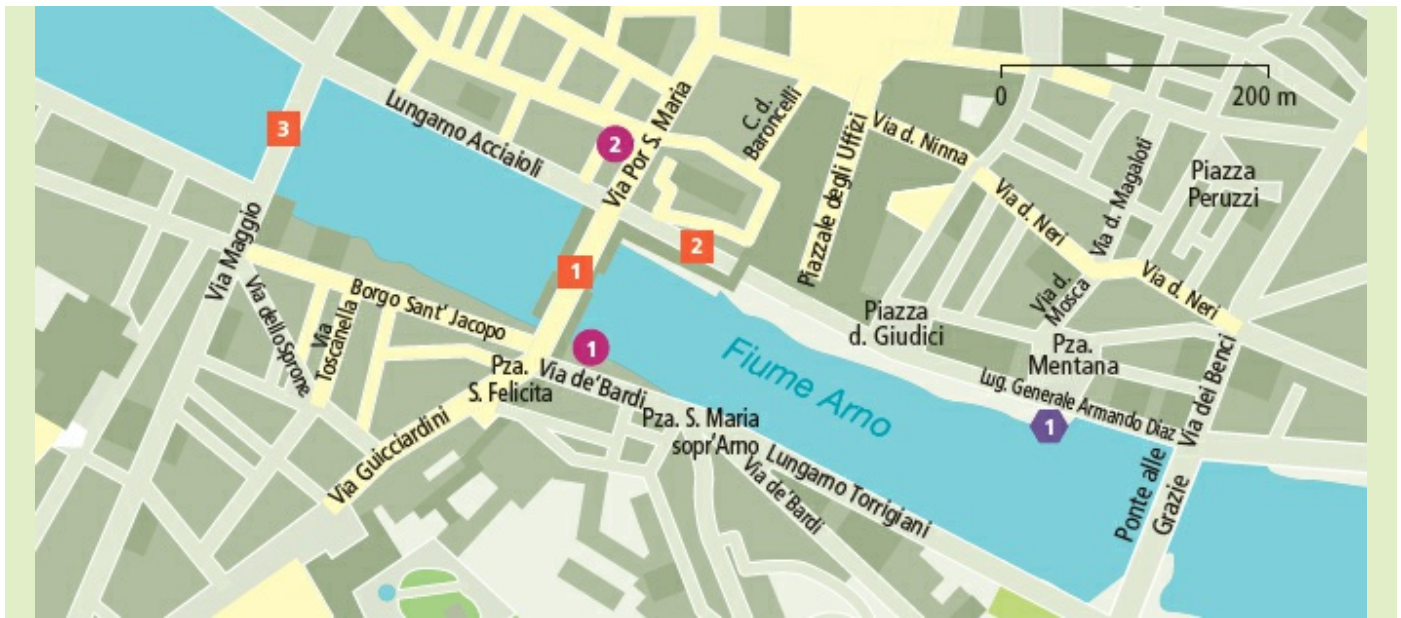 3
Lungarno Acciaioli
2
Via Por S. Maria
C. d.
Baroncelli
Piazzale degli Uffizi
Via d. Ninna
0
200 m
Via d. Neri
Via d. Magaloti
Piazza
Peruzzi
Via d.
Mosca
Via d. Neri
2
1
Via Maggio
Via dello Sprone
Via
Toscanella
Borgo Sant' Jacopo
1
Pza.
S. Felicita
Via de'Bardi
Via Guicciardini
Fiume Arno
Piazza
d. Giudici
Pza.
Mentana
Lug. Generale Armando Diaz
1
Via dei Benci
Ponte alle
Grazie
Pza. S. Maria
sopr'Arno
Lungarno Torrigiani
Via de'Bardi